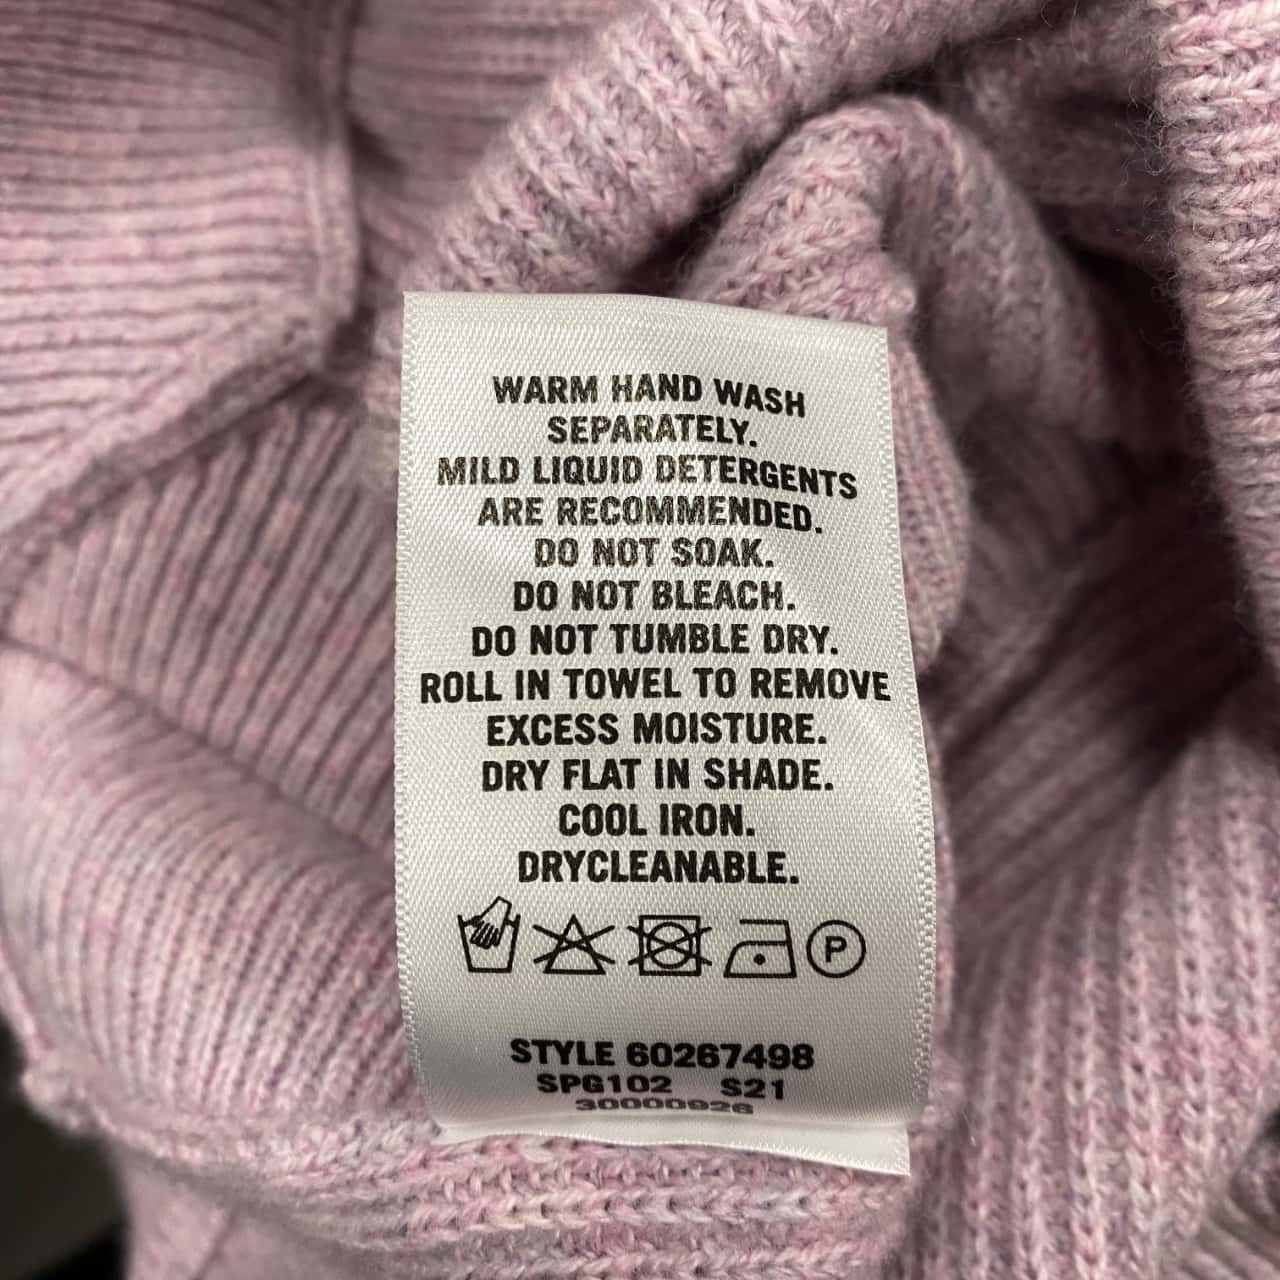 WARM HAND WASH
SEPARATELY.
MILD LIQUID DETERGENTS
ARE RECOMMENDED.
DO NOT SOAK.
DO NOT BLEACH.
DO NOT TUMBLE DRY.
ROLL IN TOWEL TO REMOVE
EXCESS MOISTURE.
DRY FLAT IN SHADE.
COOL IRON.
DRYCLEANABLE.
P
STYLE 60267498
SPG102 S21
30000926